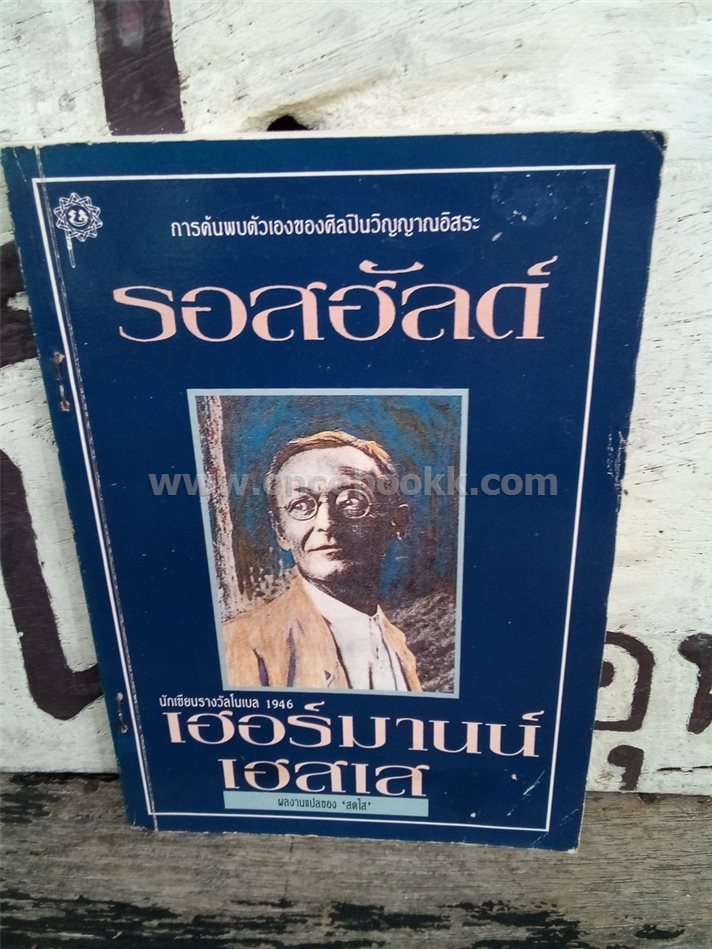 การค้นพบตัวเองของศิลปินวิญญาณอิสระ
รอสฮัลด์
www.oncebookk.com
นักเขียนรางวัลโนเบล 1946
เฮอร์มานน์
เฮสเส
ผลงานแปลของ 'สดใส'